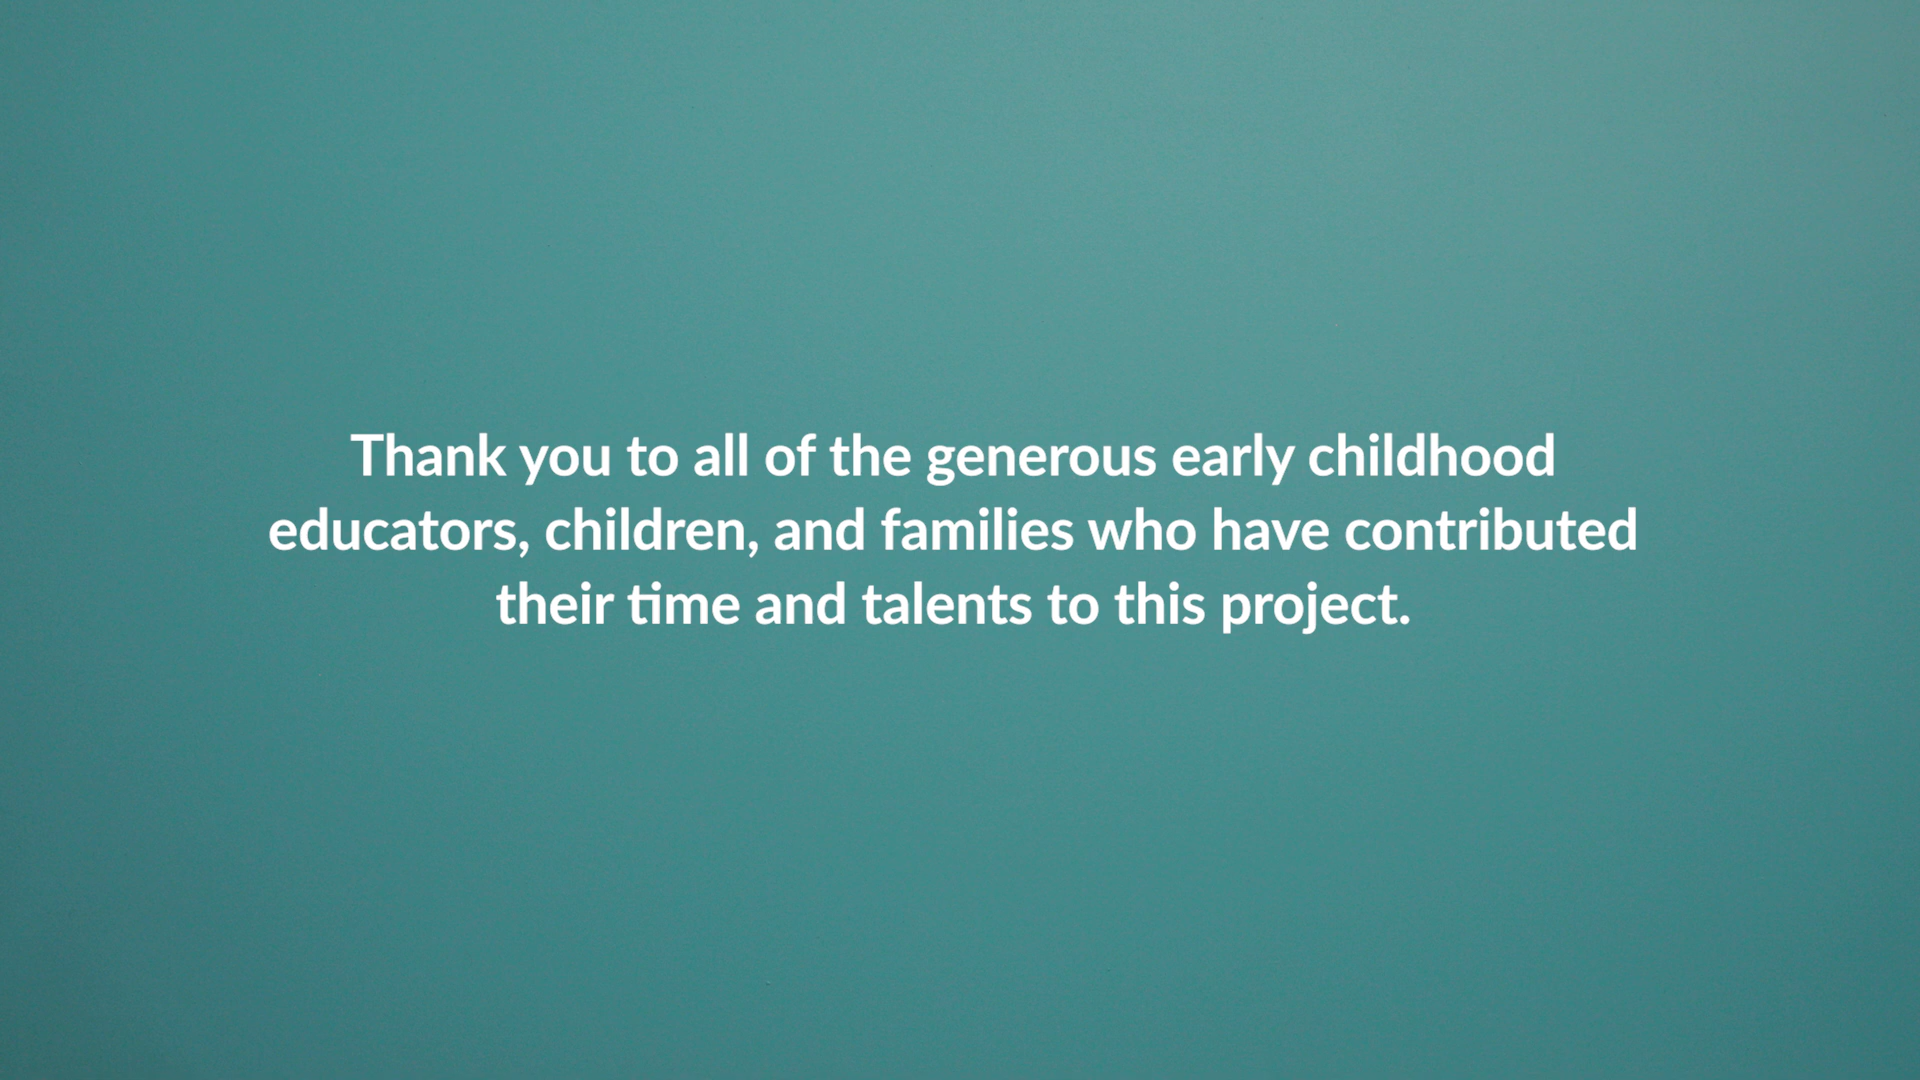 Thank you to all of the generous early childhood
educators, children, and families who have contributed
their time and talents to this project.